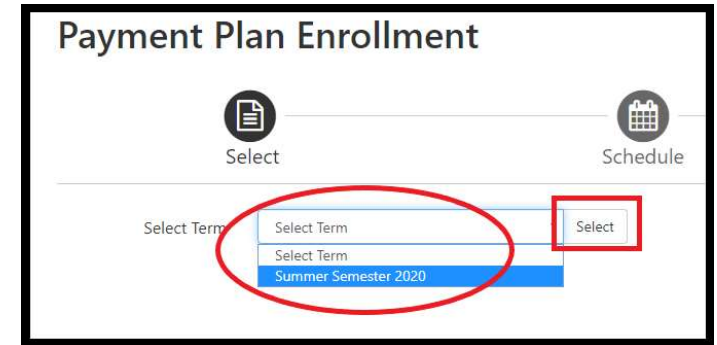 Payment Plan Enrollment
Select
Schedule
Select Term
Select Term
Select
Select Term
Summer Semester 2020